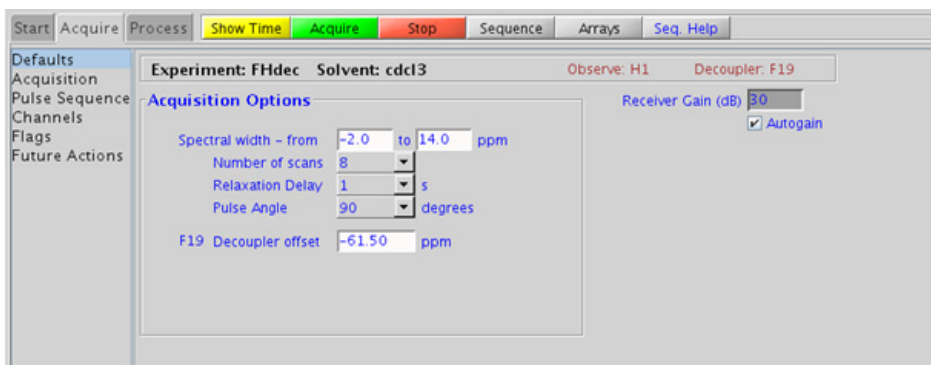 Start Acquire Process Show Time Acquire Stop Sequence Arrays Seq. Help
Defaults
Acquisition
Pulse Sequence
Channels
Flags
Future Actions
Experiment: FHdec Solvent: cdcl3 Observe: H1 Decoupler: F19
Acquisition Options
Spectral width - from -2.0 to 14.0 ppm
Number of scans 8
Relaxation Delay 1 s
Pulse Angle 90 degrees
F19 Decoupler offset -61.50 ppm
Receiver Gain (dB) 30
Autogain